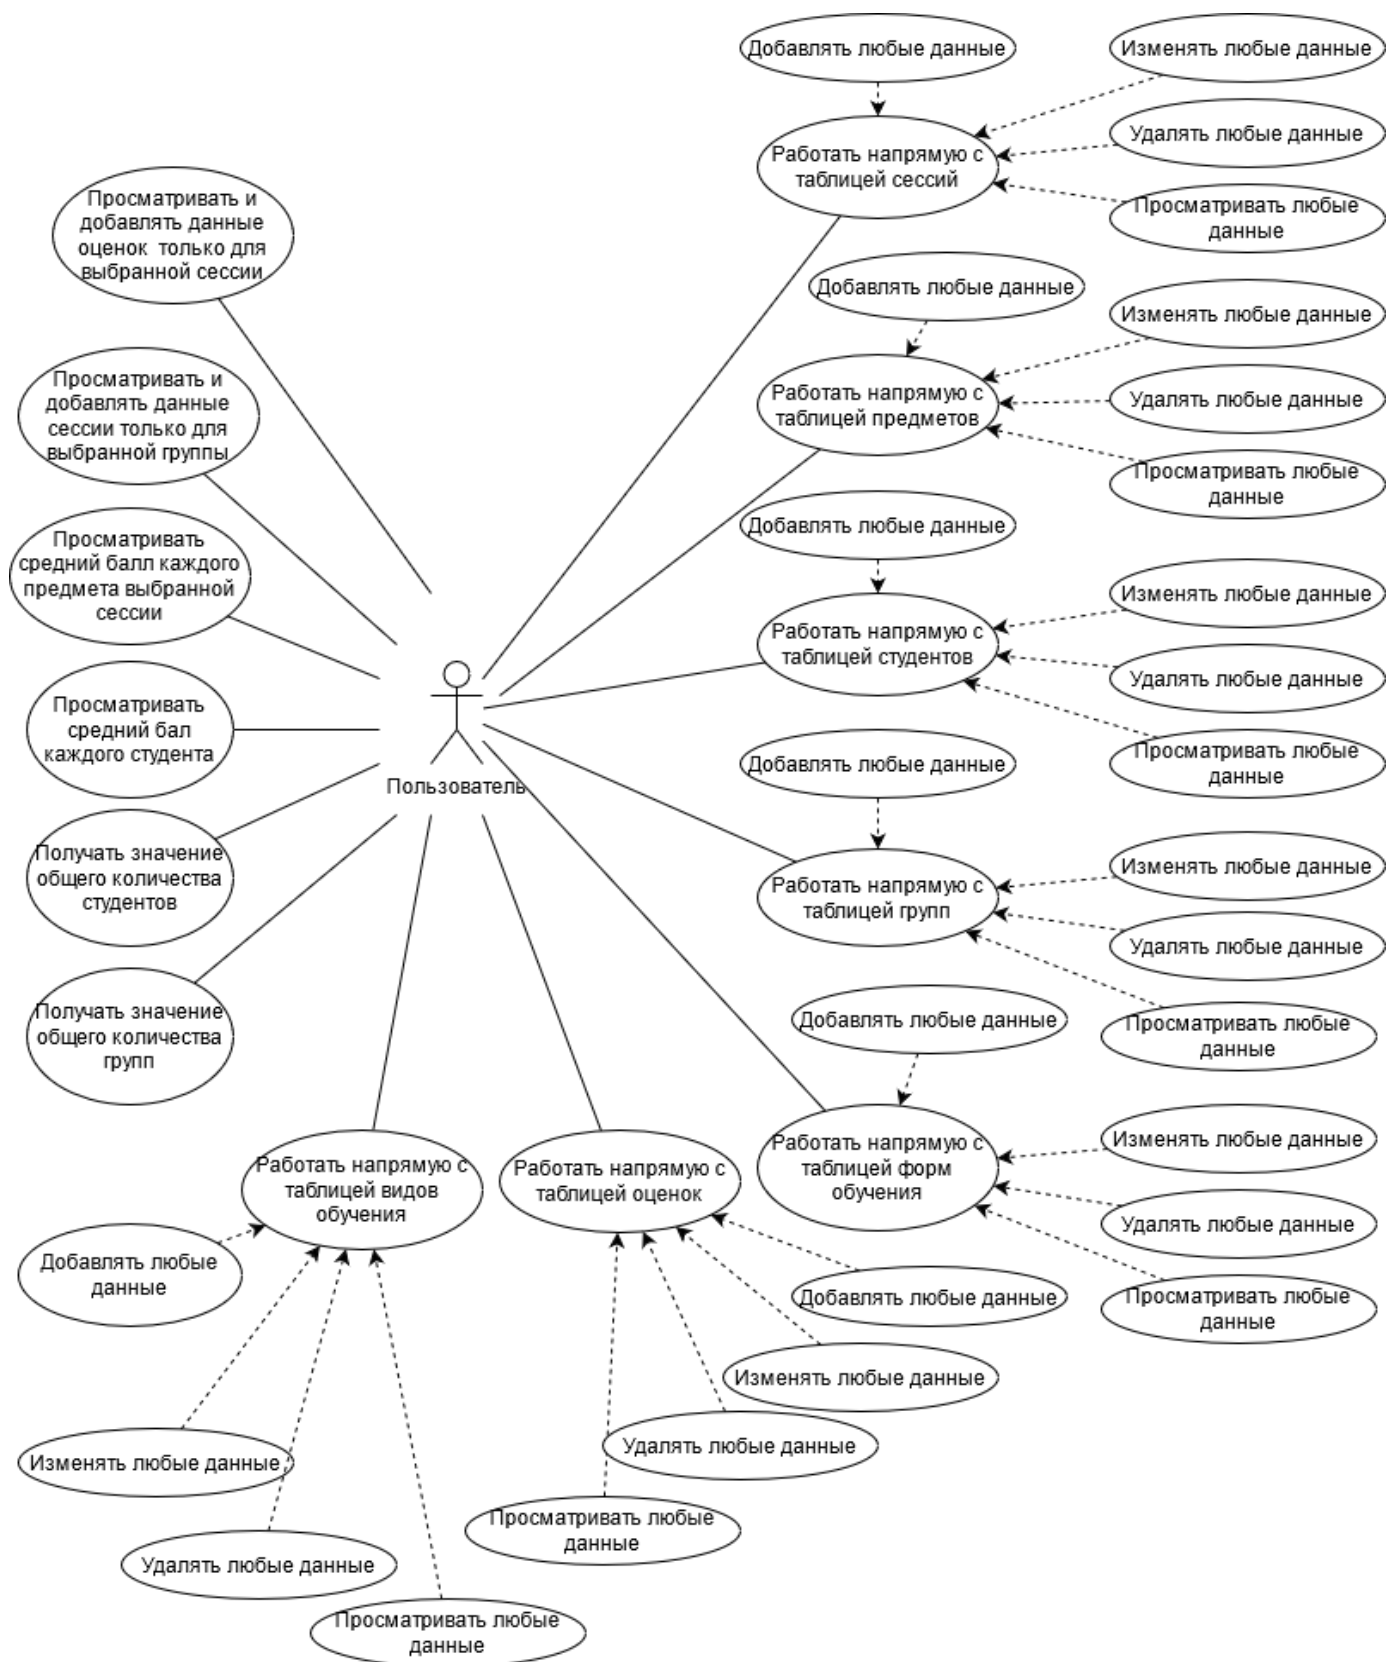 Добавлять любые данные
Изменять любые данные
Удалять любые данные
Работать напрямую с
таблицей сессий
Просматривать любые
данные
Просматривать и
добавлять данные
оценок только для
выбранной сессии
Добавлять любые данные
Изменять любые данные
Просматривать и
добавлять данные
сессии только для
выбранной группы
Работать напрямую с
таблицей предметов
Удалять любые данные
Просматривать любые
данные
Добавлять любые данные
Просматривать
средний балл каждого
предмета выбранной
сессии
Изменять любые данные
Работать напрямую с
таблицей студентов
Удалять любые данные
Просматривать
средний бал
каждого студента
Просматривать любые
данные
Добавлять любые данные
Пользователь
Получать значение
общего количества
студентов
Изменять любые данные
Работать напрямую с
таблицей групп
Удалять любые данные
Получать значение
общего количества
групп
Добавлять любые данные
Просматривать любые
данные
Изменять любые данные
Работать напрямую с
таблицей видов
обучения
Работать напрямую с
таблицей оценок
Работать напрямую с
таблицей форм
обучения
Удалять любые данные
Добавлять любые
данные
Добавлять любые данные
Просматривать любые
данные
Изменять любые данные
Удалять любые данные
Изменять любые данные
Просматривать любые
данные
Удалять любые данные
Просматривать любые
данные